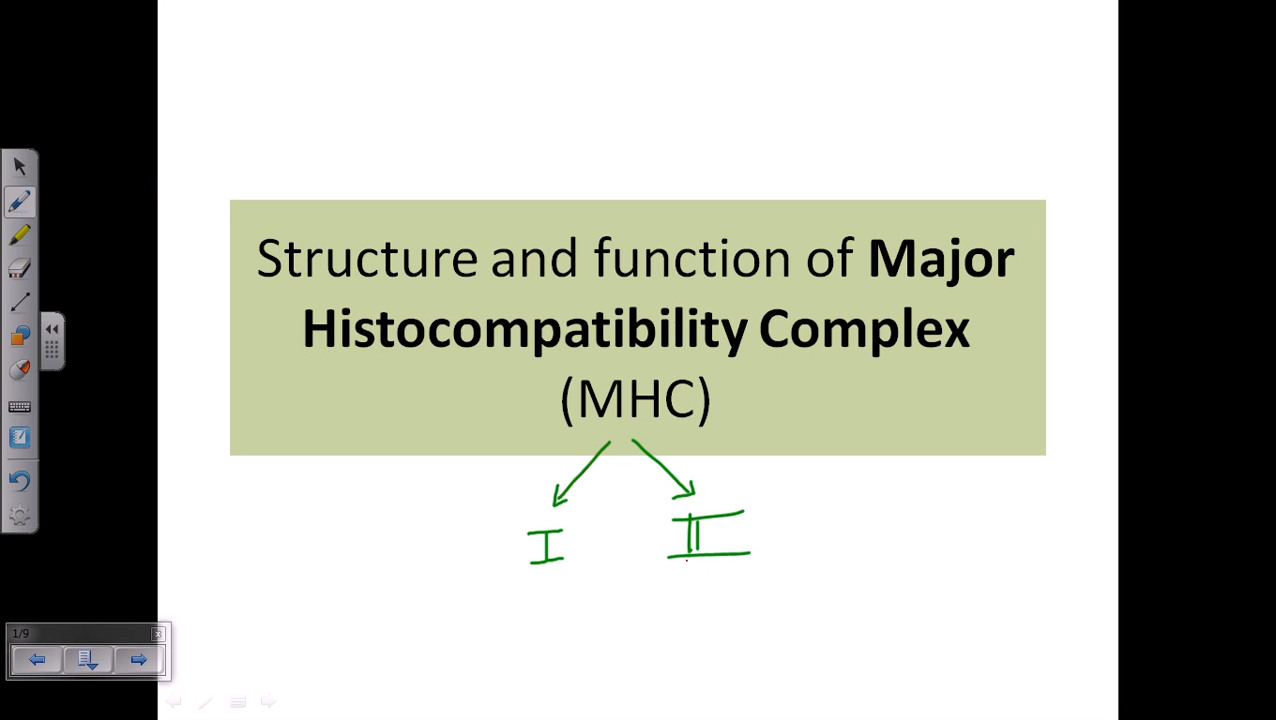 Structure and function of Major
Histocompatibility Complex
(MHC)
I II
1/9